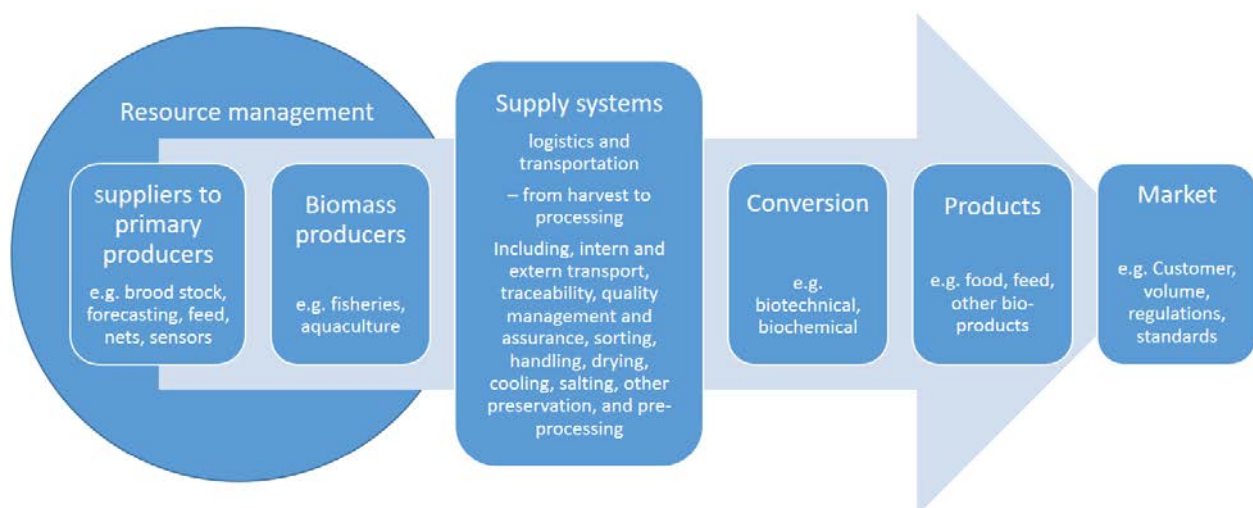 Resource management
suppliers to
primary
producers
e.g. brood stock,
forecasting, feed,
nets, sensors
Biomass
producers
e.g. fisheries,
aquaculture
Supply systems
logistics and
transportation
– from harvest to
processing
Including, intern and
extern transport,
traceability, quality
management and
assurance, sorting,
handling, drying,
cooling, salting, other
preservation, and pre-
processing
Conversion
e.g.
biotechnical,
biochemical
Products
e.g. food, feed,
other bio-
products
Market
e.g. Customer,
volume,
regulations,
standards